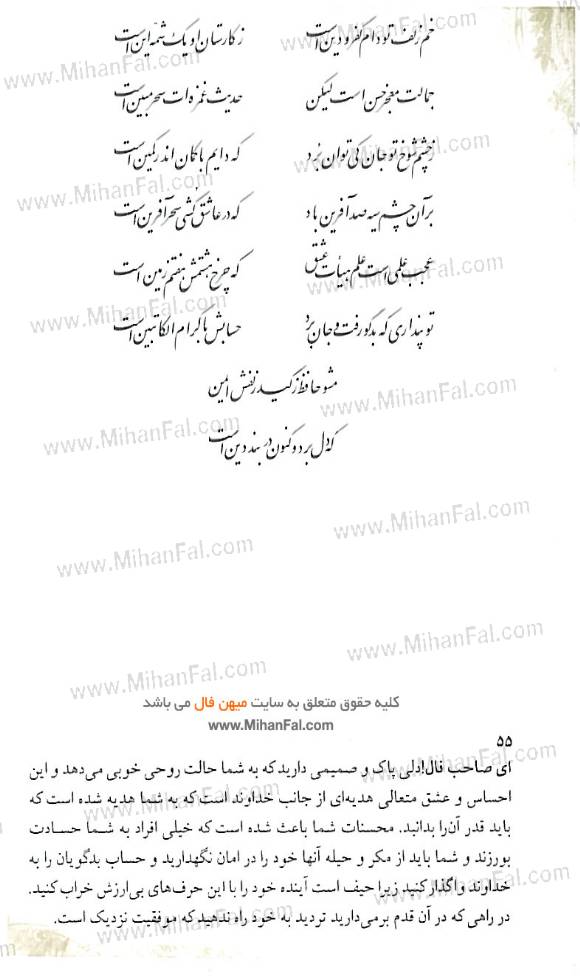 خم زلف تو دام کفر و دین است ز کارستان او یک شمه این است
جمالت معجز حسن است لیکن حدیث غمزه‌ات سحر مبین است
ز چشم شوخ تو جان کی توان برد که دایم با کمان اندر کمین است
بر آن چشم سیه صد آفرین باد که در عاشق کشی سحر آفرین است
عجب علمی است علم هیأت عشق که چرخ هشتمش هفتم زمین است
تو پنداری که بدگو رفت و جان برد حسابش با کرام الکاتبین است
مشو حافظ ز کید زلفش ایمن
که دل برد و کنون در بند دین است
کلیه حقوق متعلق به سایت میهن فال می باشد
www.MihanFal.com
۵۵
ای صاحب فال!دلی پاک و صمیمی دارید که به شما حالت روحی خوبی می‌دهد و این
احساس و عشق متعالی هدیه‌ای از جانب خداوند است که به شما هدیه شده است که
باید قدر آن‌را بدانید. محسنات شما باعث شده است که خیلی افراد به شما حسادت
بورزند و شما باید از مکر و حیله آنها خود را در امان نگهدارید و حساب بدگویان را به
خداوند واگذار کنید زیرا حیف است آینده خود را با این حرف‌های بی‌ارزش خراب کنید.
در راهی که در آن قدم برمی‌دارید تردید به خود راه ندهید که موفقیت نزدیک است.